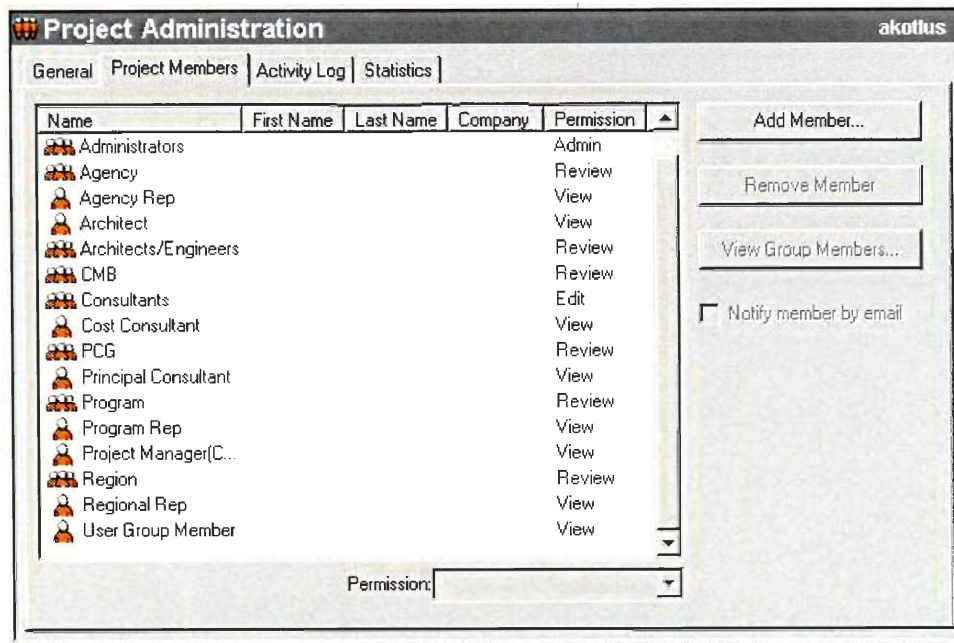 Project Administration akotlus
General Project Members Activity Log Statistics
Name First Name Last Name Company Permission
Administrators Admin
Agency Review
Agency Rep View
Architect View
Architects/Engineers Review
CMB Review
Consultants Edit
Cost Consultant View
PCG Review
Principal Consultant View
Program Review
Program Rep View
Project Manager(C... View
Region Review
Regional Rep View
User Group Member View
Add Member...
Remove Member
View Group Members...
Notify member by email
Permission: